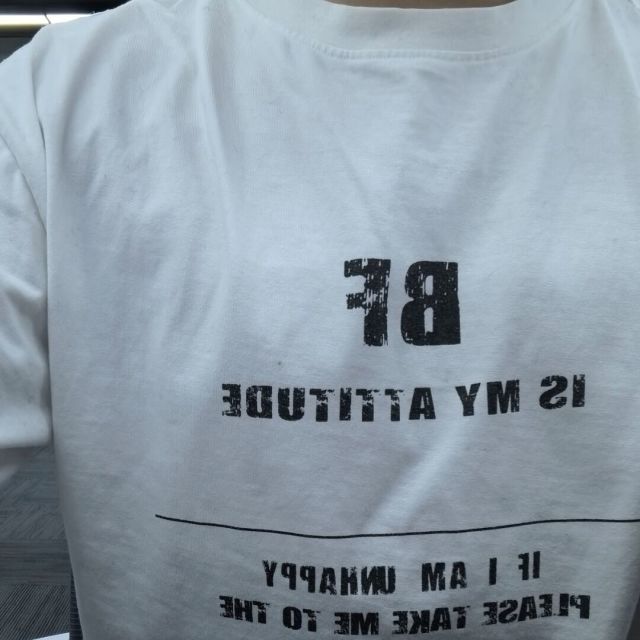 BF
IS MY ATTITUDE
IF I AM UNHAPPY
PLEASE TAKE ME TO THE